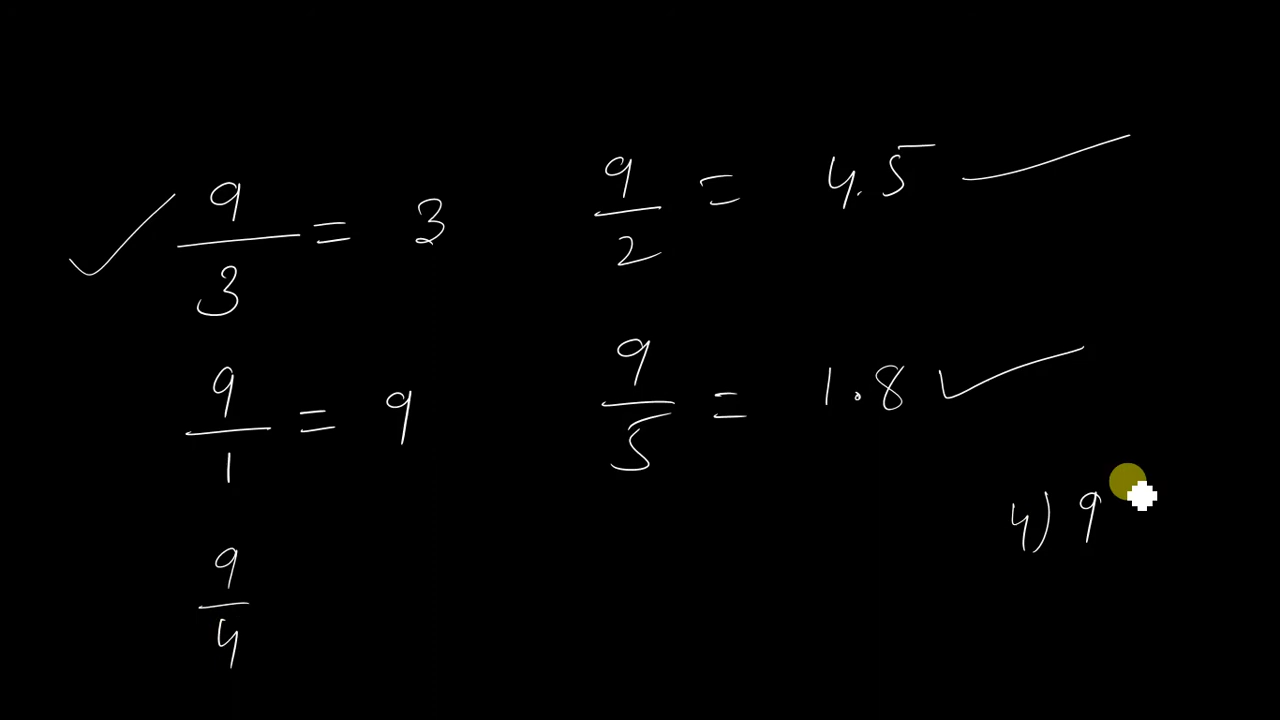 9/3 = 3
9/2 = 4.5
9/1 = 9
9/5 = 1.8
9/4
4) 9